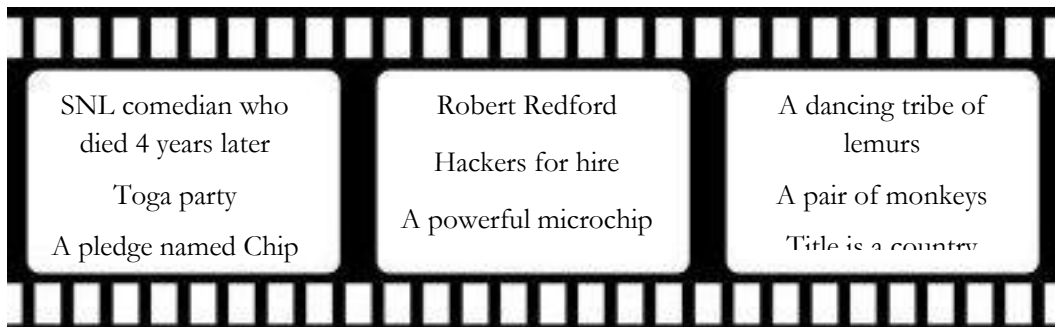 SNL comedian who
died 4 years later
Toga party
A pledge named Chip
Robert Redford
Hackers for hire
A powerful microchip
A dancing tribe of
lemurs
A pair of monkeys
Title is a country